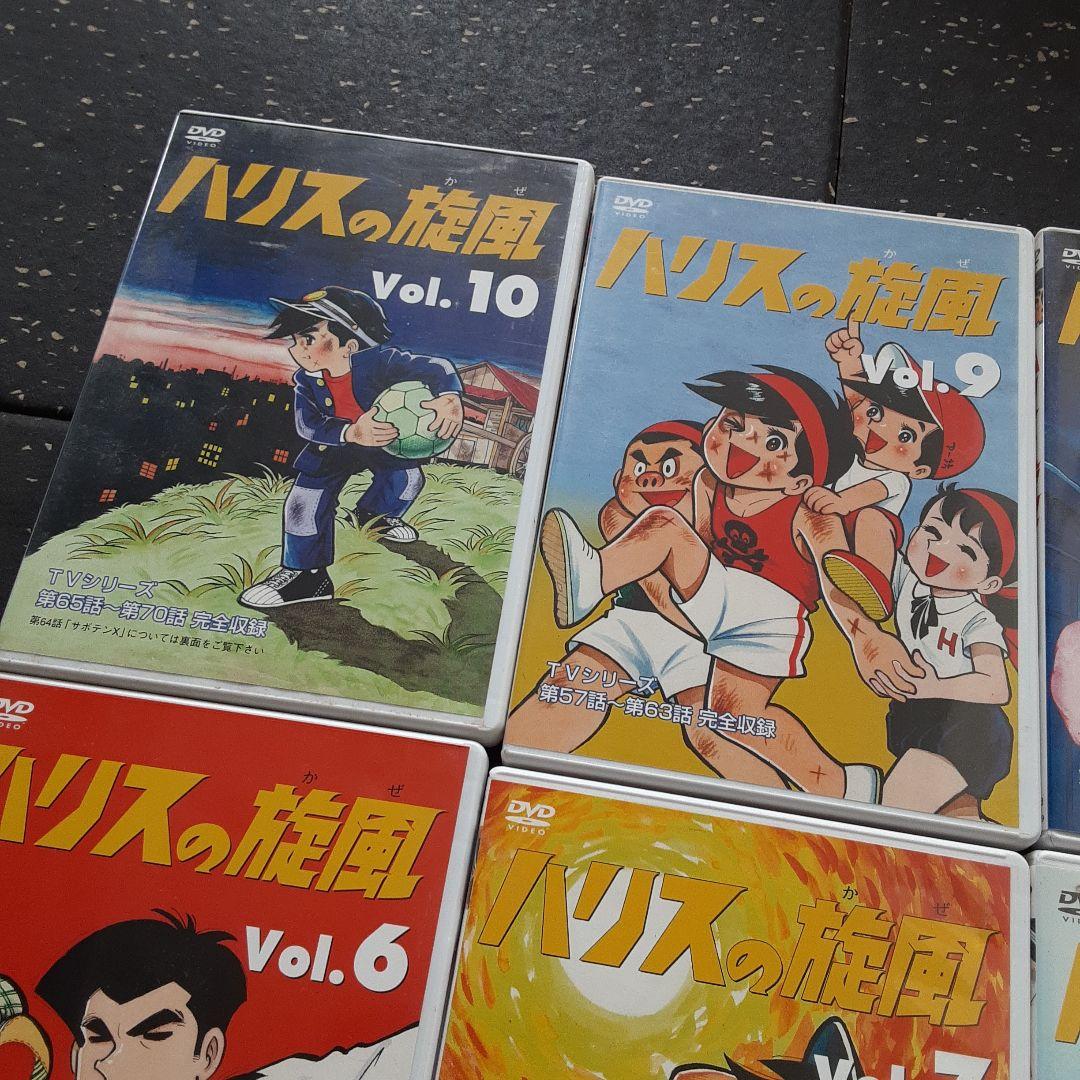 DVD
VIDEO
かぜ
ハリスの旋風
Vol. 10
TVシリーズ
第65話~第70話 完全収録
第64話「サボテンX」については裏面をご覧下さい
DVD
VIDEO
かぜ
ハリスの旋風
Vol. 9
H
TVシリーズ
第57話~第63話 完全収録
DVD
VIDEO
DVD
VIDEO
かぜ
ハリスの旋風
Vol. 6
DVD
VIDEO
かぜ
ハリスの旋風
Vol. 7
DVD